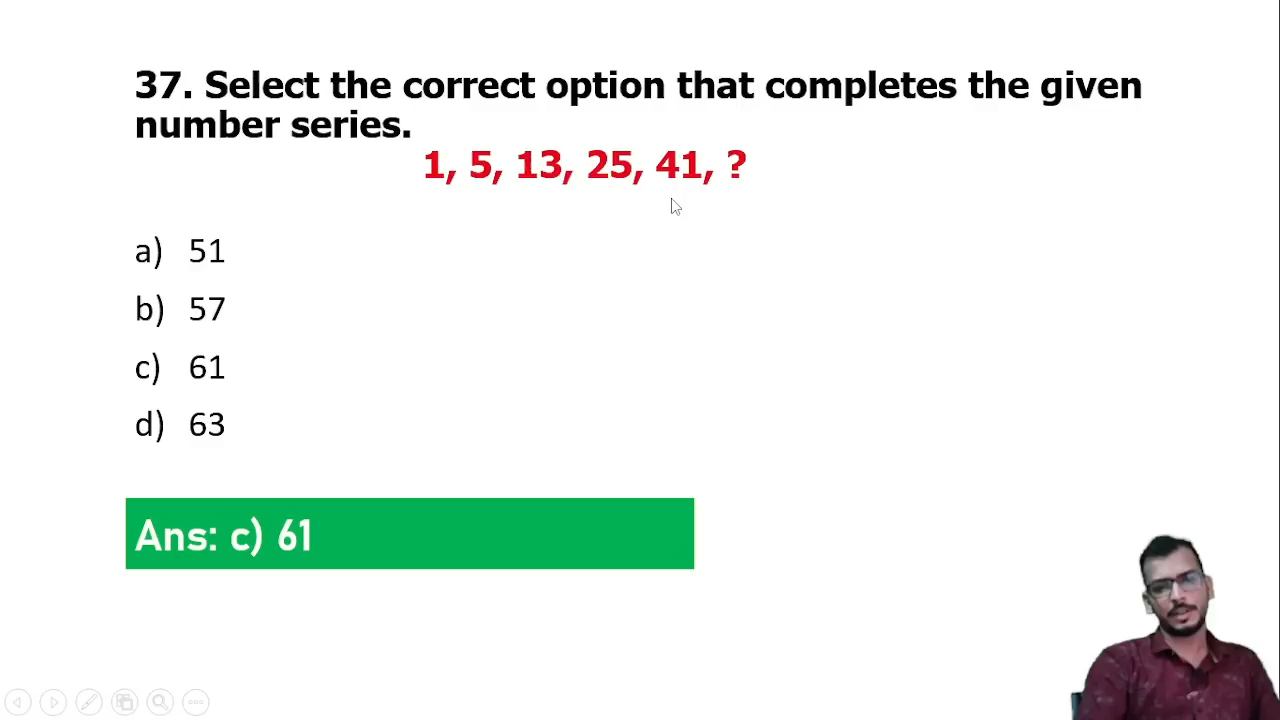 37. Select the correct option that completes the given
number series.
1, 5, 13, 25, 41, ?
a) 51
b) 57
c) 61
d) 63
Ans: c) 61